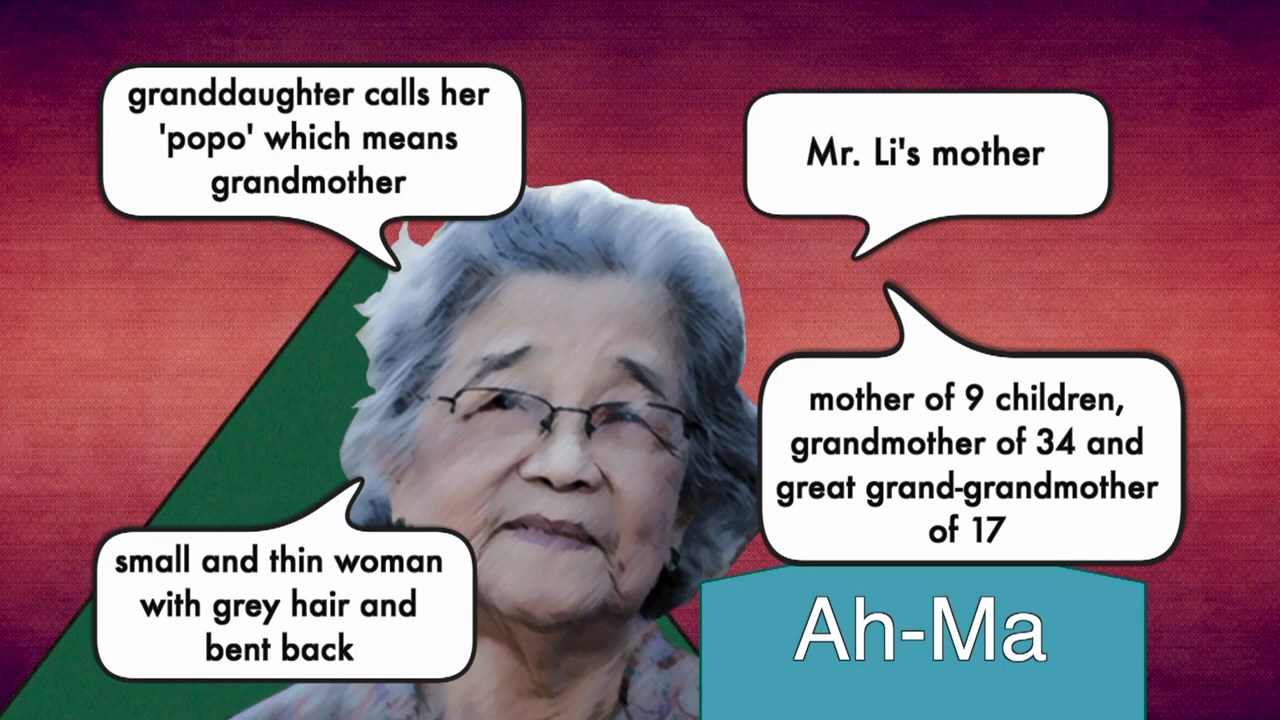 granddaughter calls her
'popo' which means
grandmother
Mr. Li's mother
mother of 9 children,
grandmother of 34 and
great grand-grandmother
of 17
small and thin woman
with grey hair and
bent back
Ah-Ma